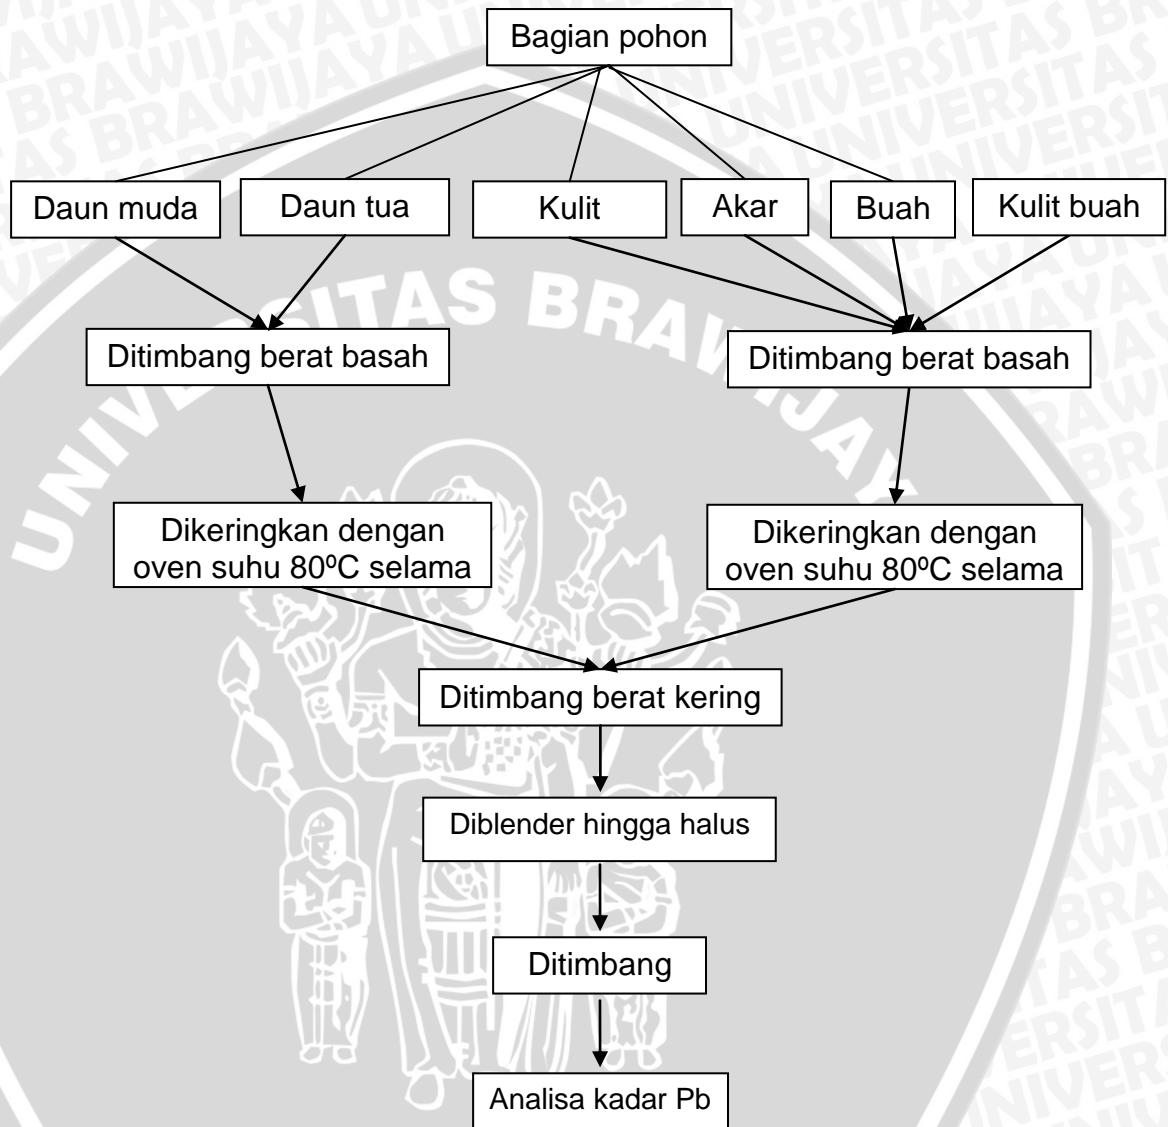 Bagian pohon
Daun muda
Daun tua
Kulit
Akar
Buah
Kulit buah
UNIVERSITAS BRAWIJAY
Ditimbang berat basah
Ditimbang berat basah
Dikeringkan dengan
oven suhu 80ºC selama
Dikeringkan dengan
oven suhu 80ºC selama
Ditimbang berat kering
Diblender hingga halus
Ditimbang
Analisa kadar Pb